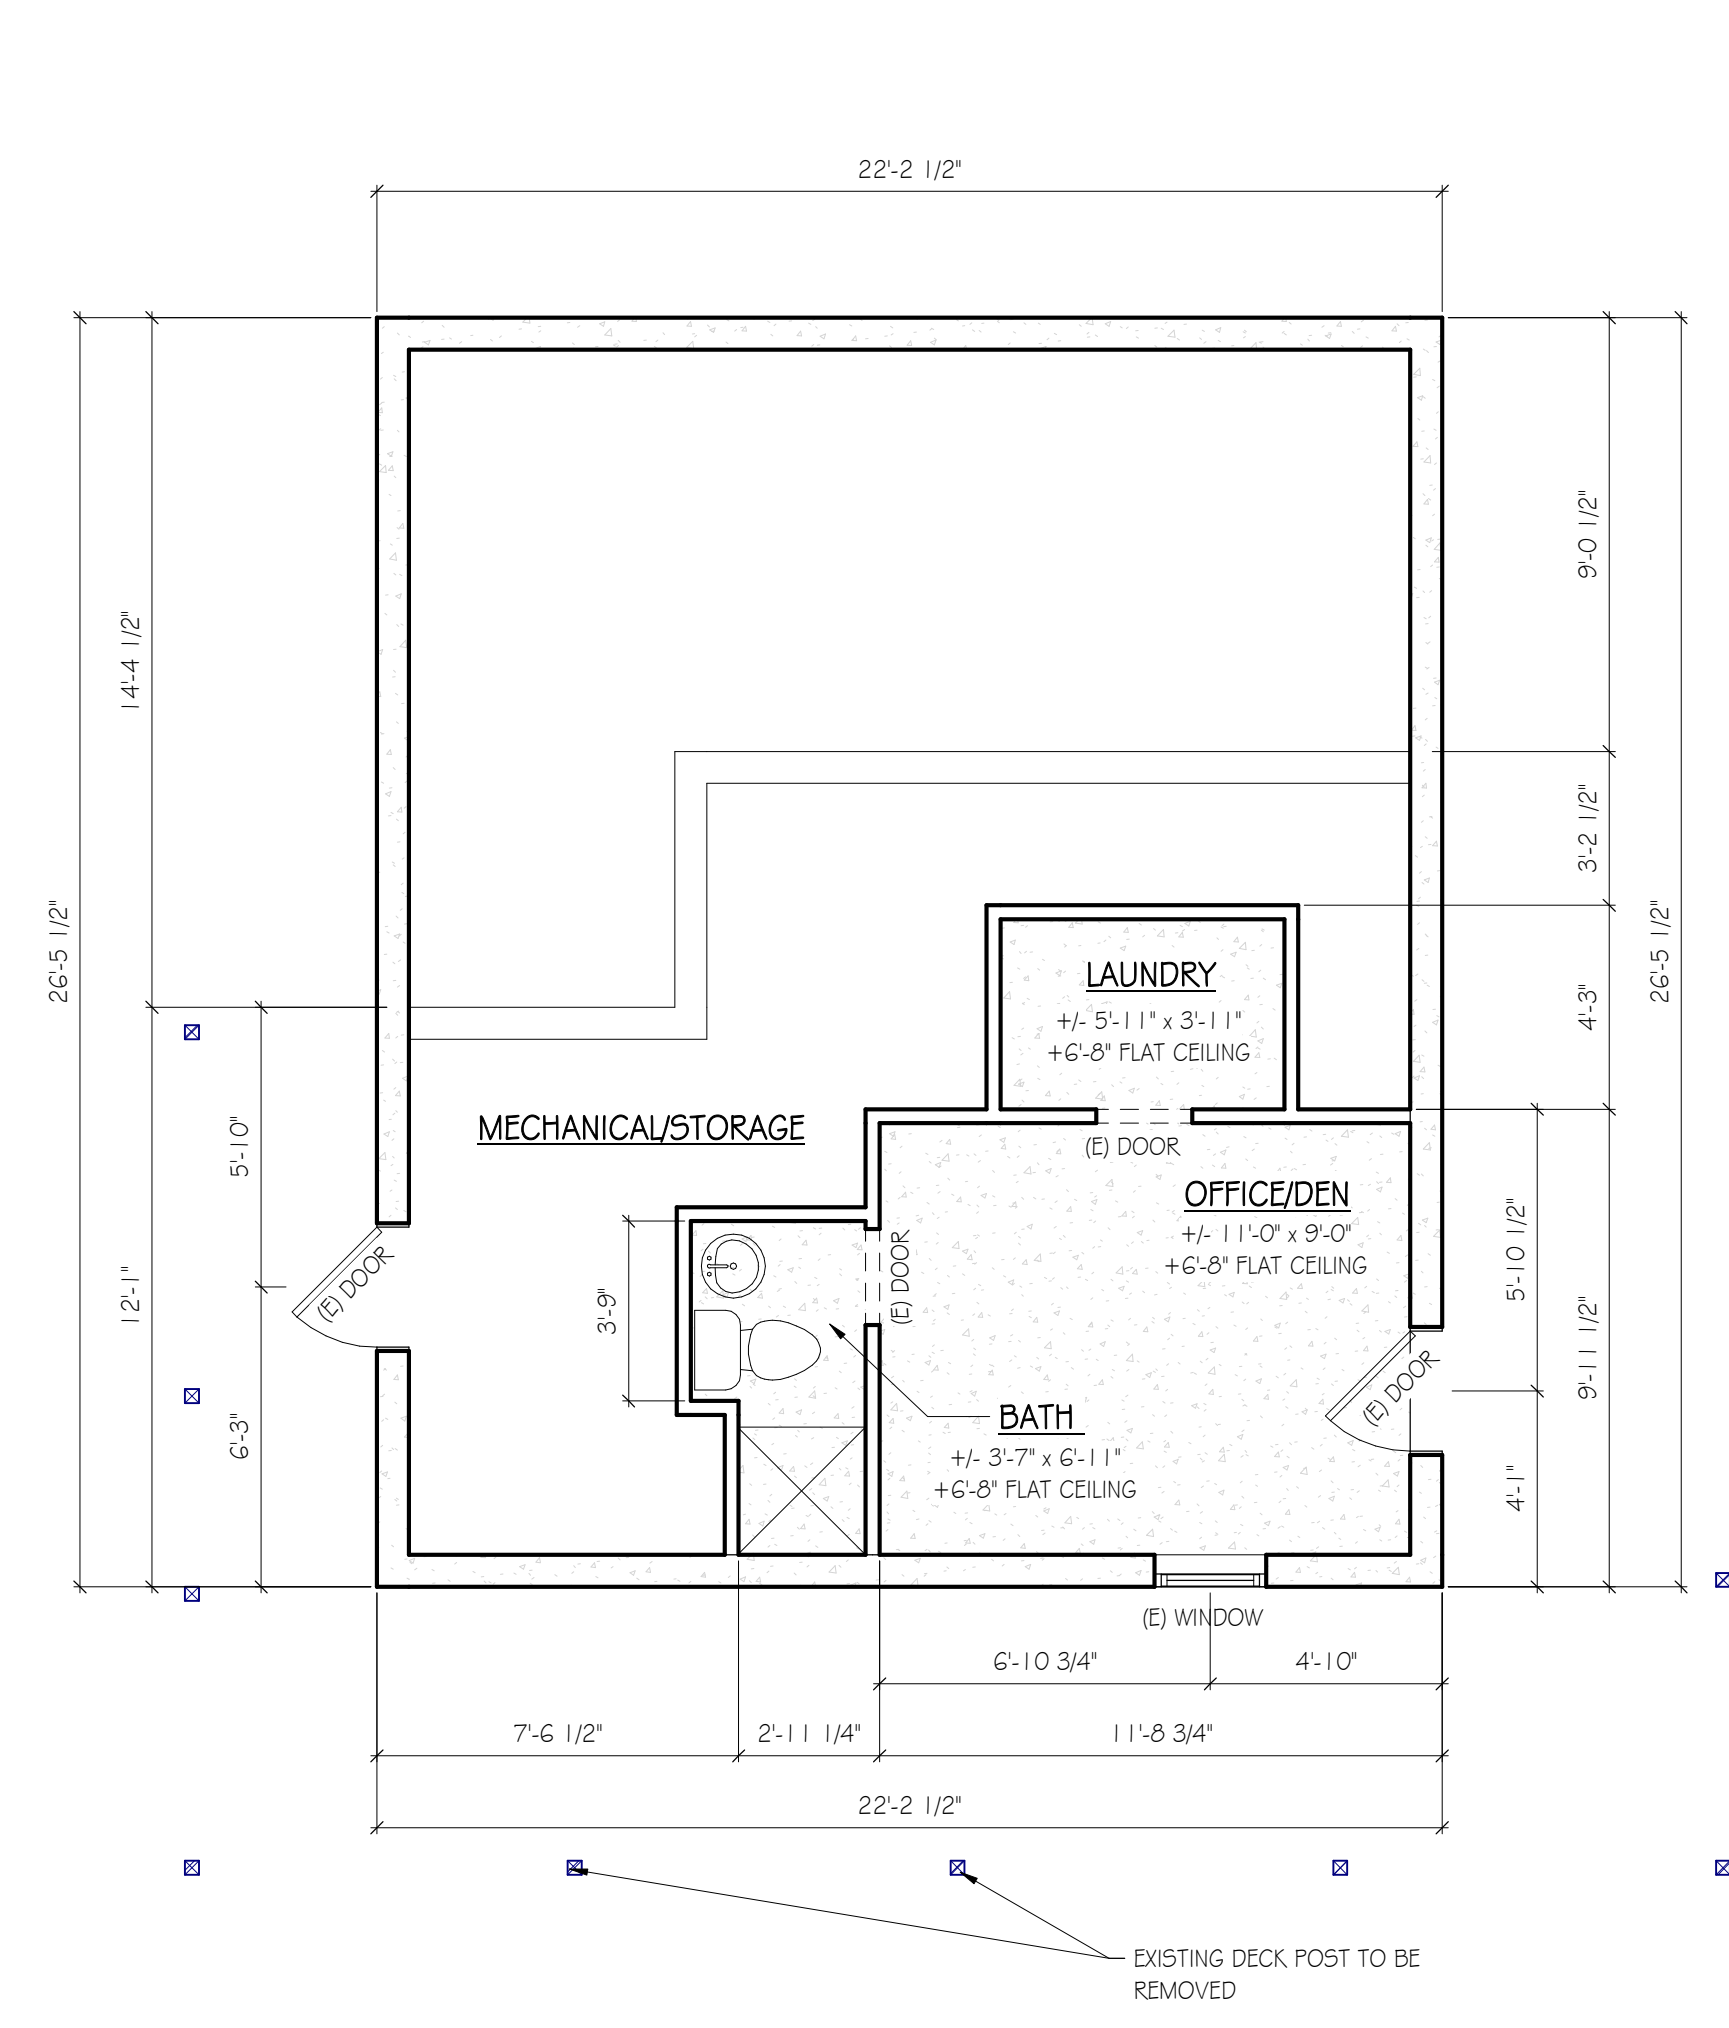 22'-2 1/2"
9'-0 1/2"
14'-4 1/2"
3'-2 1/2"
26'-5 1/2"
26'-5 1/2"
LAUNDRY
+/- 5'-11" x 3'-11"
+6'-8" FLAT CEILING
4'-3"
MECHANICAL/STORAGE
5'-10"
(E) DOOR
OFFICE/DEN
+/- 11'-0" x 9'-0"
+6'-8" FLAT CEILING
5'-10 1/2"
(E) DOOR
(E) DOOR
12'-1"
3'-9"
9'-11 1/2"
(E) DOOR
BATH
+/- 3'-7" x 6'-11"
+6'-8" FLAT CEILING
6'-3"
4'-1"
(E) WINDOW
6'-10 3/4"
4'-10"
7'-6 1/2"
2'-11 1/4"
11'-8 3/4"
22'-2 1/2"
EXISTING DECK POST TO BE
REMOVED